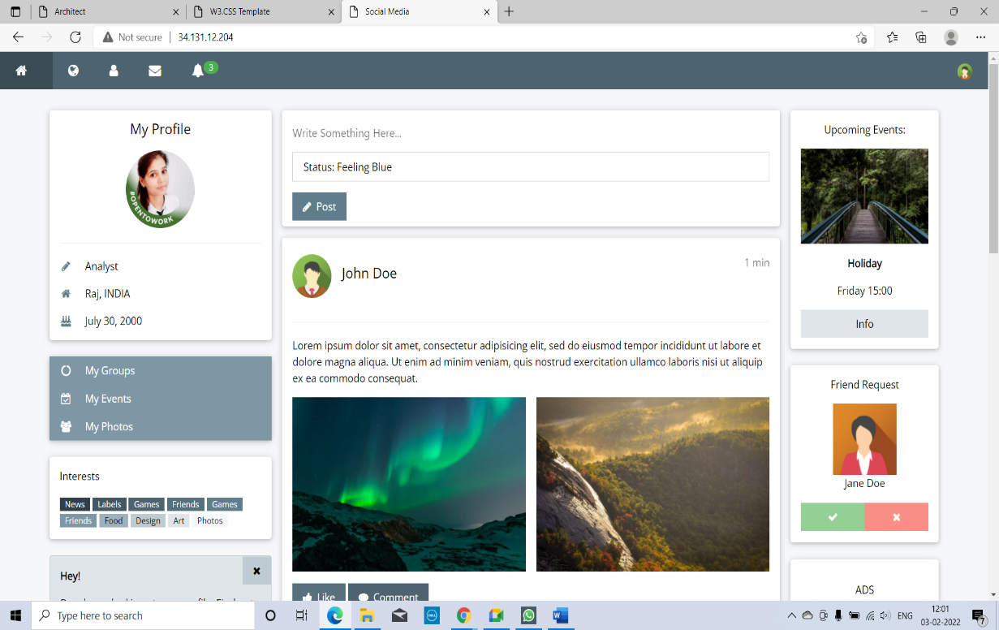 Architect
W3.CSS Template
Social Media
Not secure
34.131.12.204
3
My Profile
#OPENTOWORK
Analyst
Raj, INDIA
July 30, 2000
My Groups
My Events
My Photos
Interests
News Labels Games Friends Games
Friends Food Design Art Photos
Hey!
Write Something Here...
Status: Feeling Blue
Post
John Doe
1 min
Lorem ipsum dolor sit amet, consectetur adipisicing elit, sed do eiusmod tempor incididunt ut labore et
dolore magna aliqua. Ut enim ad minim veniam, quis nostrud exercitation ullamco laboris nisi ut aliquip
ex ea commodo consequat.
Like Comment
Upcoming Events:
Holiday
Friday 15:00
Info
Friend Request
Jane Doe
ADS
Type here to search
DELL
W
ENG
12:01
03-02-2022
7